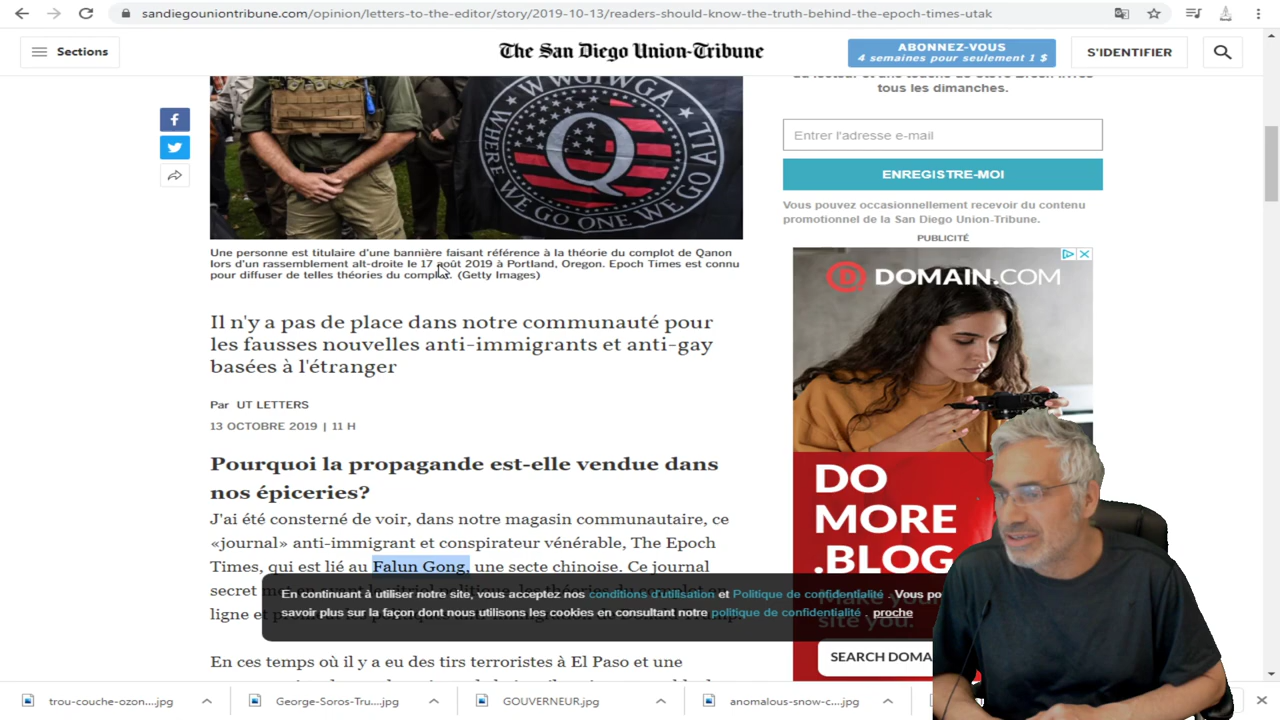 sandiegouniontribune.com/opinion/letters-to-the-editor/story/2019-10-13/readers-should-know-the-truth-behind-the-epoch-times-utak
Sections
The San Diego Union-Tribune
ABONNEZ-VOUS
4 semaines pour seulement 1 $
S'IDENTIFIER
WWG1WGA
WHERE WE GO ONE WE GO ALL
Q
Une personne est titulaire d'une bannière faisant référence à la théorie du complot de Qanon
lors d'un rassemblement alt-droite le 17 août 2019 à Portland, Oregon. Epoch Times est connu
pour diffuser de telles théories du complot. (Getty Images)
Il n'y a pas de place dans notre communauté pour
les fausses nouvelles anti-immigrants et anti-gay
basées à l'étranger
Par UT LETTERS
13 OCTOBRE 2019 | 11 H
Pourquoi la propagande est-elle vendue dans
nos épiceries?
J'ai été consterné de voir, dans notre magasin communautaire, ce
«journal» anti-immigrant et conspirateur vénérable, The Epoch
Times, qui est lié au Falun Gong, une secte chinoise. Ce journal
secret
ligne et
En continuant à utiliser notre site, vous acceptez nos conditions d'utilisation et Politique de confidentialité . Vous po
savoir plus sur la façon dont nous utilisons les cookies en consultant notre politique de confidentialité . proche
En ces temps où il y a eu des tirs terroristes à El Paso et une
tous les dimanches.
Entrer l'adresse e-mail
ENREGISTRE-MOI
Vous pouvez occasionnellement recevoir du contenu
promotionnel de la San Diego Union-Tribune.
PUBLICITÉ
DOMAIN.COM
DO
MORE
.BLOG
site you.
SEARCH DOMA
trou-couche-ozon....jpg
George-Soros-Tru....jpg
GOUVERNEUR.jpg
anomalous-snow-c....jpg